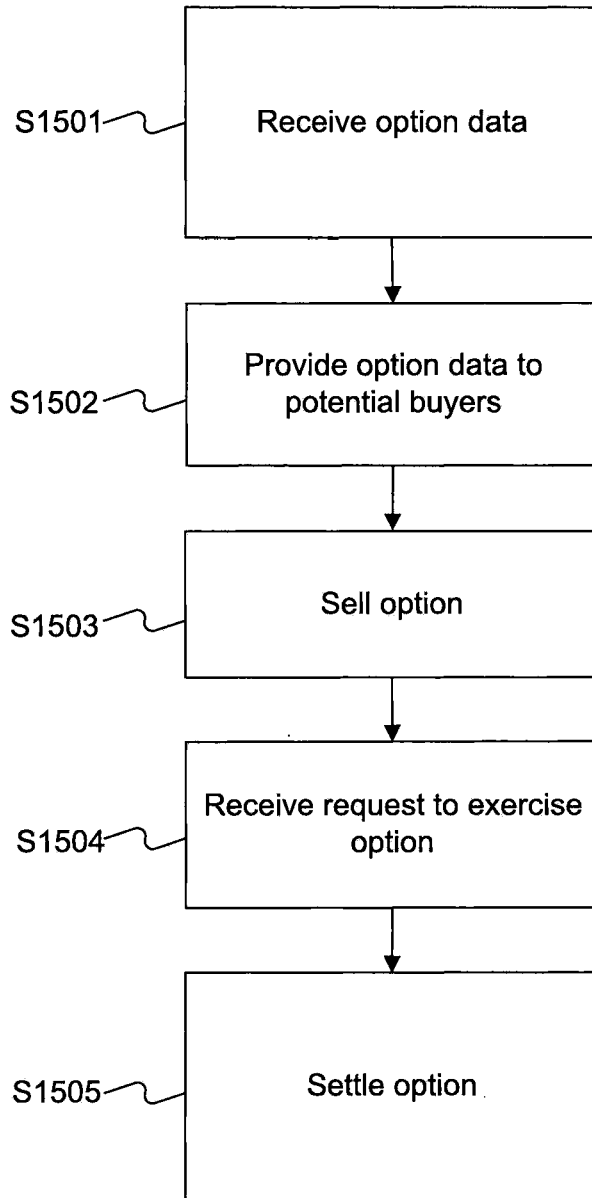 S1501
Receive option data
Provide option data to
potential buyers
S1502
Sell option
S1503
Receive request to exercise
option
S1504
Settle option
S1505